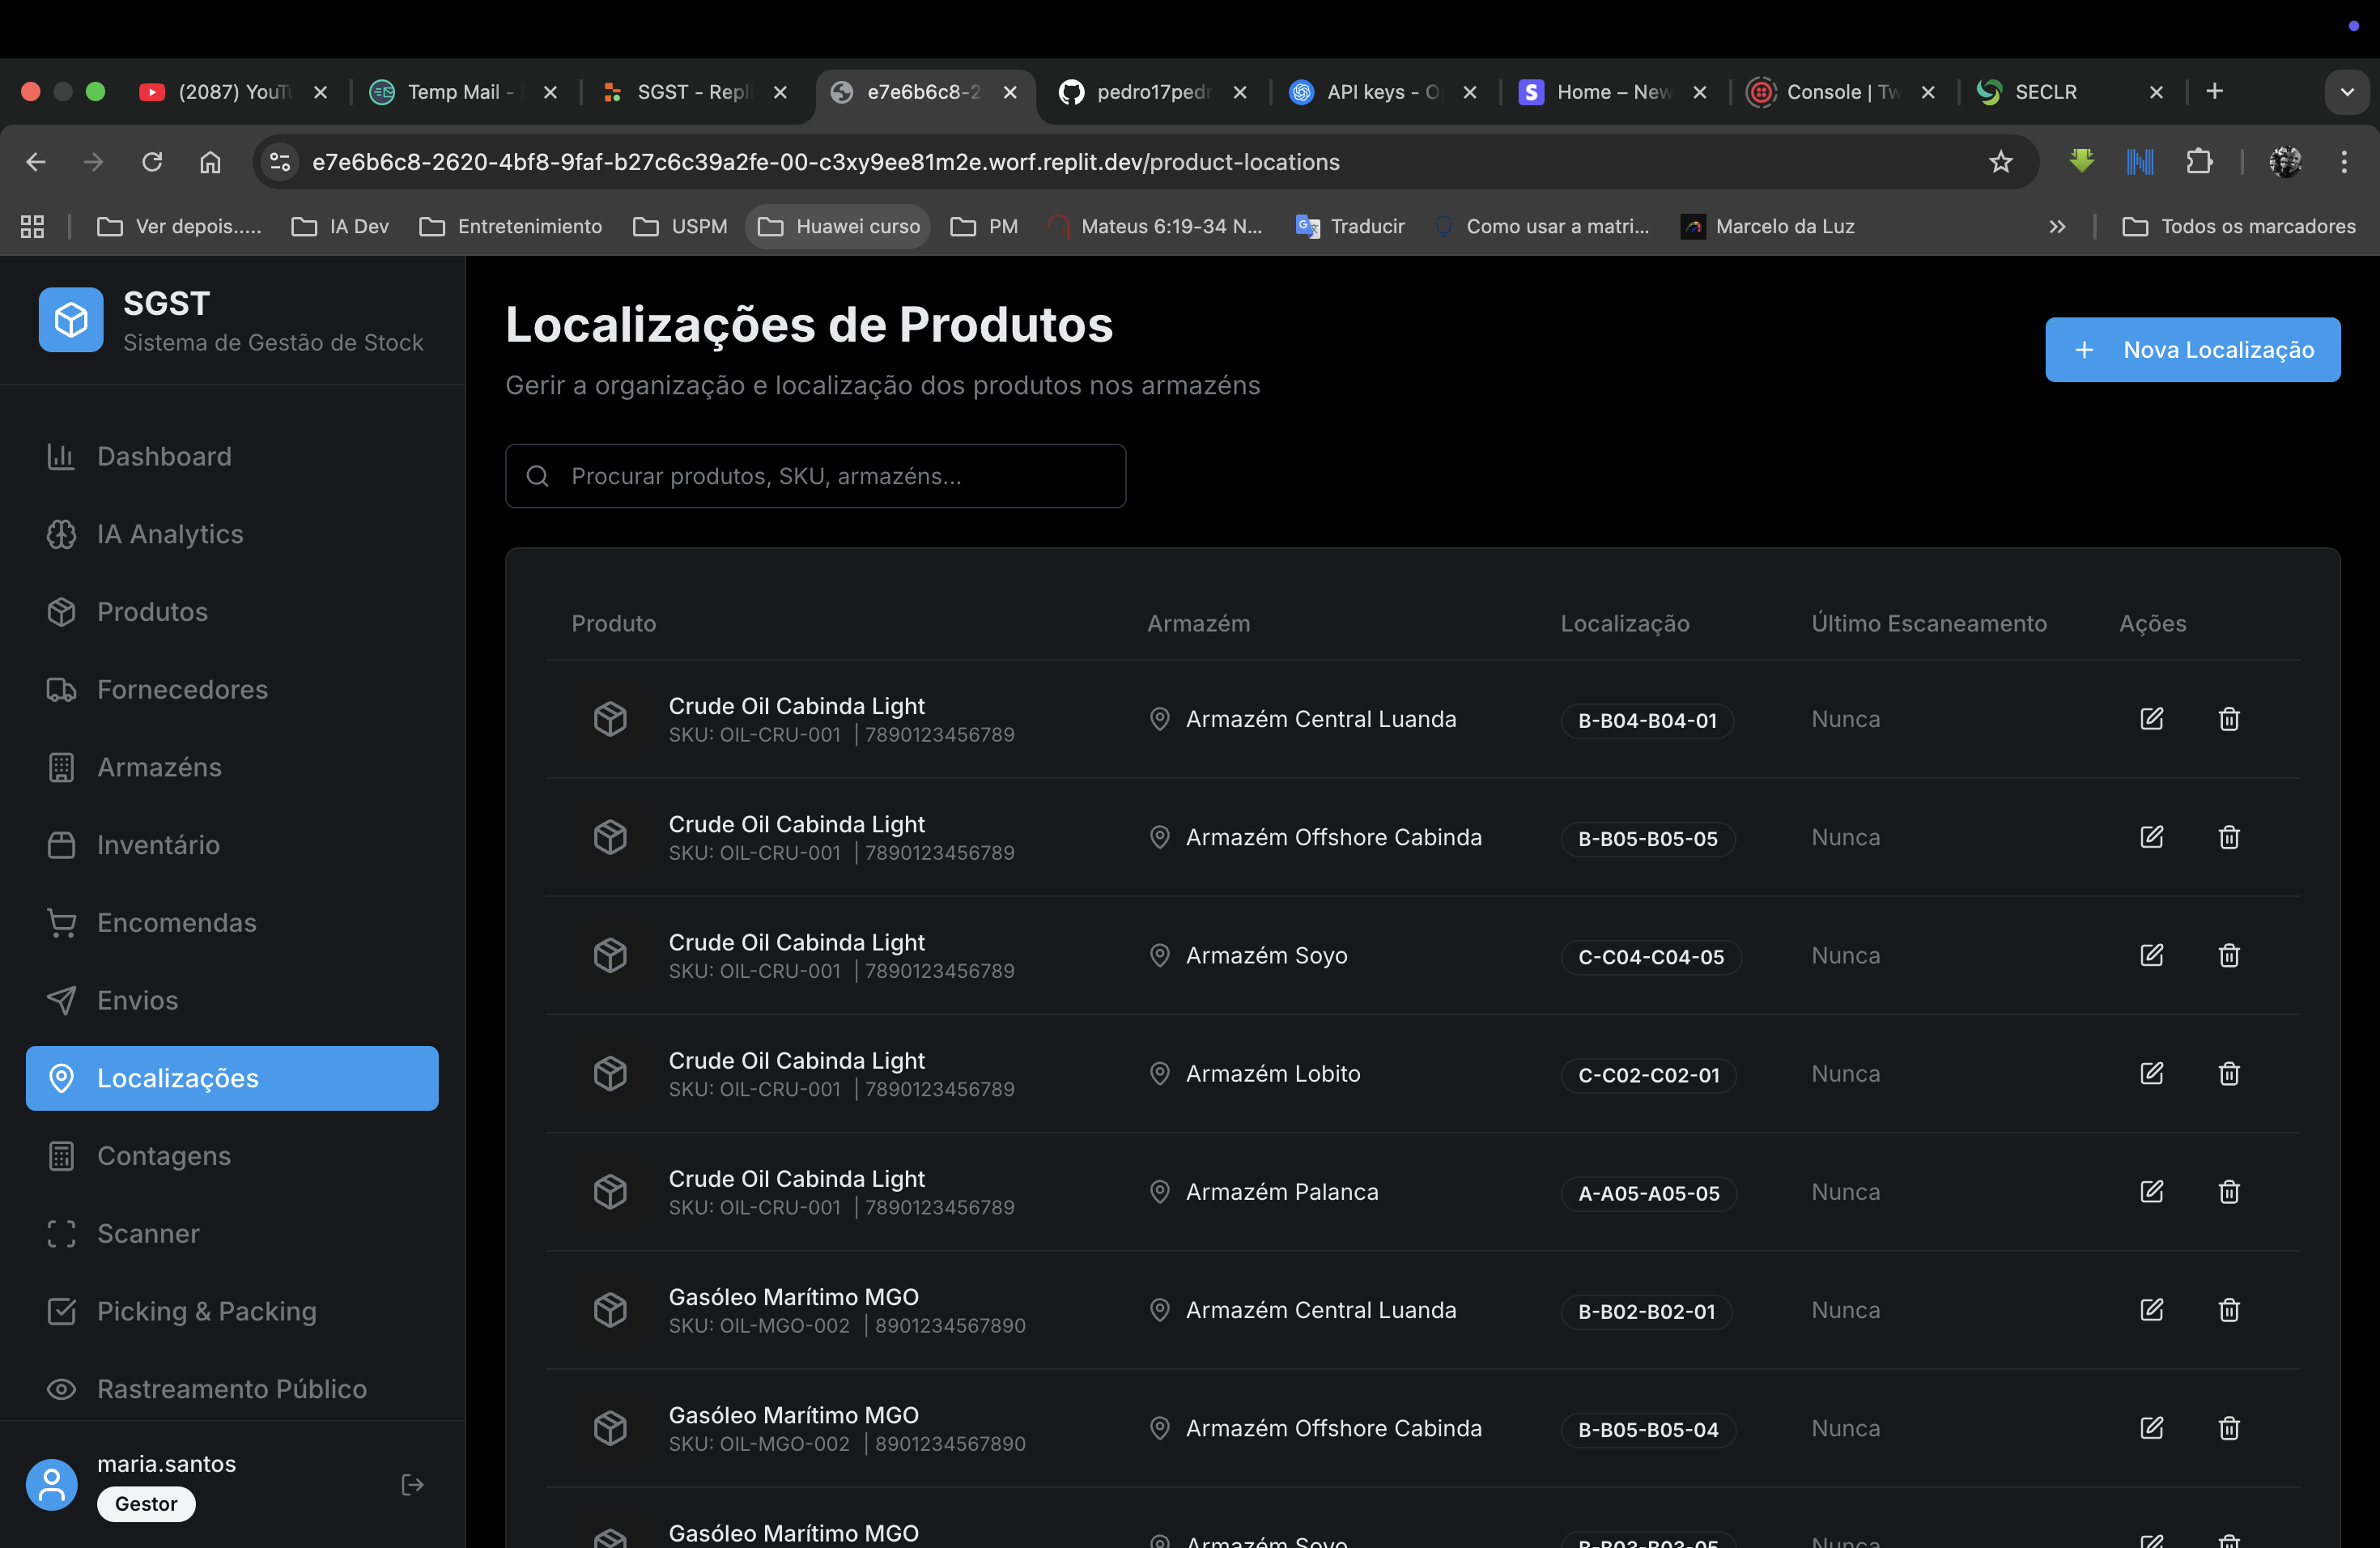 (2087) YouTu
Temp Mail -
SGST - Repli
e7e6b6c8-2
pedro17pedr
API keys - O
Home – New
Console | Tw
SECLR
e7e6b6c8-2620-4bf8-9faf-b27c6c39a2fe-00-c3xy9ee81m2e.worf.replit.dev/product-locations
Ver depois.....
IA Dev
Entretenimiento
USPM
Huawei curso
PM
Mateus 6:19-34 N...
Traducir
Como usar a matri...
Marcelo da Luz
Todos os marcadores
SGST
Sistema de Gestão de Stock
Dashboard
IA Analytics
Produtos
Fornecedores
Armazéns
Inventário
Encomendas
Envios
Localizações
Contagens
Scanner
Picking & Packing
Rastreamento Público
maria.santos
Gestor
Localizações de Produtos
Gerir a organização e localização dos produtos nos armazéns
+ Nova Localização
Procurar produtos, SKU, armazéns...
Produto Armazém Localização Último Escaneamento Ações
Crude Oil Cabinda Light
SKU: OIL-CRU-001 | 7890123456789
Armazém Central Luanda
B-B04-B04-01
Nunca
Crude Oil Cabinda Light
SKU: OIL-CRU-001 | 7890123456789
Armazém Offshore Cabinda
B-B05-B05-05
Nunca
Crude Oil Cabinda Light
SKU: OIL-CRU-001 | 7890123456789
Armazém Soyo
C-C04-C04-05
Nunca
Crude Oil Cabinda Light
SKU: OIL-CRU-001 | 7890123456789
Armazém Lobito
C-C02-C02-01
Nunca
Crude Oil Cabinda Light
SKU: OIL-CRU-001 | 7890123456789
Armazém Palanca
A-A05-A05-05
Nunca
Gasóleo Marítimo MGO
SKU: OIL-MGO-002 | 8901234567890
Armazém Central Luanda
B-B02-B02-01
Nunca
Gasóleo Marítimo MGO
SKU: OIL-MGO-002 | 8901234567890
Armazém Offshore Cabinda
B-B05-B05-04
Nunca
Gasóleo Marítimo MGO
Armazém Soyo
B-B03-B03-05
Nunca